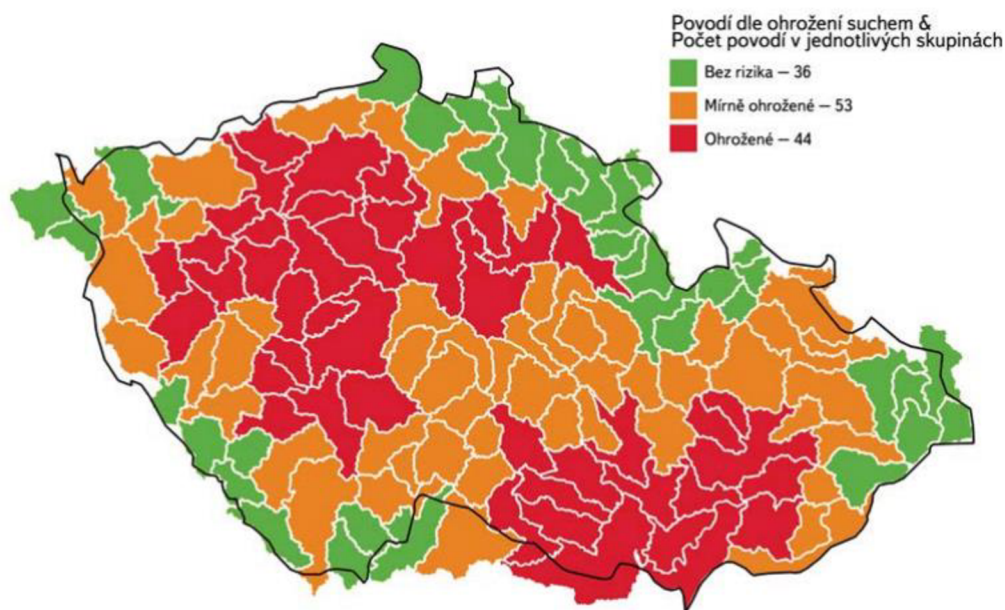 Povodí dle ohrožení suchem &
Počet povodí v jednotlivých skupinách
Bez rizika – 36
Mírně ohrožené – 53
Ohrožené – 44